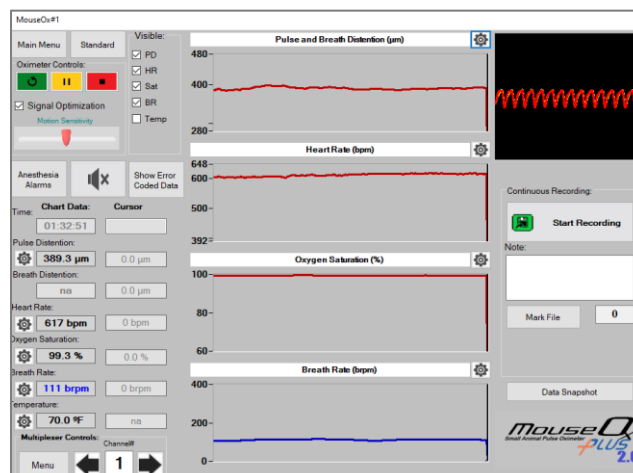 MouseOx#1
Main Menu
Standard
Visible:
PD
HR
Sat
BR
Temp
Oximeter Controls:
Signal Optimization
Motion Sensitivity
Anesthesia
Alarms
Show Error
Coded Data
Chart Data:
Cursor
Time:
01:32:51
Pulse Distention:
389.3 µm
0.0 µm
Breath Distention:
na
0.0 µm
Heart Rate:
617 bpm
0 bpm
Oxygen Saturation:
99.3 %
0.0 %
Breath Rate:
111 brpm
0 brpm
Temperature:
70.0 ºF
na
Multiplexer Controls:
Channel#
Menu
1
Pulse and Breath Distention (µm)
480
400
280
Heart Rate (bpm)
648
600
500
392
Oxygen Saturation (%)
100
80
60
Breath Rate (brpm)
400
200
0
Continuous Recording:
Start Recording
Note:
Mark File
0
Data Snapshot
MouseOx
Small Animal Pulse Oximeter
PLUS
2.0